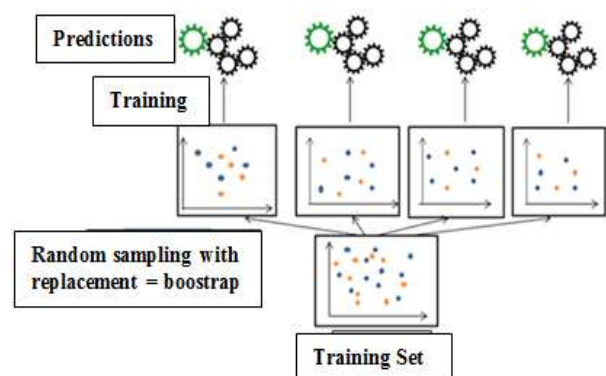 Predictions
Training
Random sampling with
replacement = boostrap
Training Set